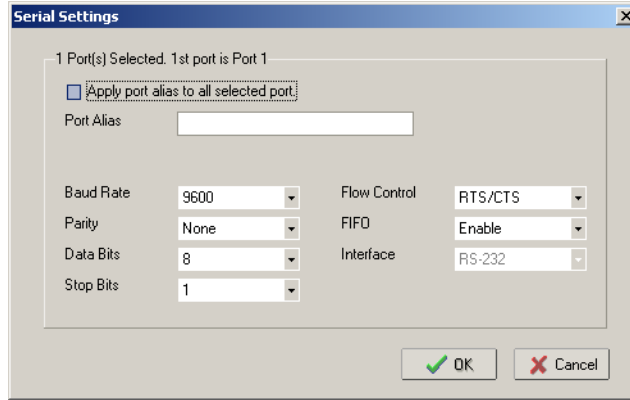 Serial Settings
1 Port(s) Selected. 1st port is Port 1
Apply port alias to all selected port.
Port Alias
Baud Rate 9600 Flow Control RTS/CTS
Parity None FIFO Enable
Data Bits 8 Interface RS-232
Stop Bits 1
OK Cancel